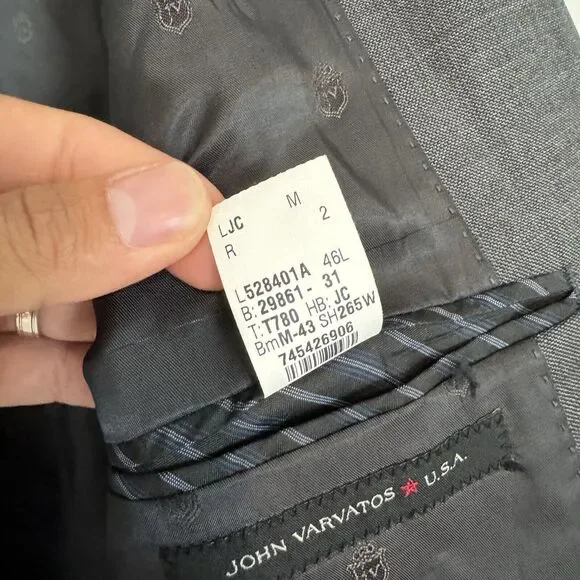 LJC M
R 2
L528401A 46L
B: 29861- 31
T: T780 HB: JC
BmM-43 SH265W
745426906
JOHN VARVATOS ★ U.S.A.